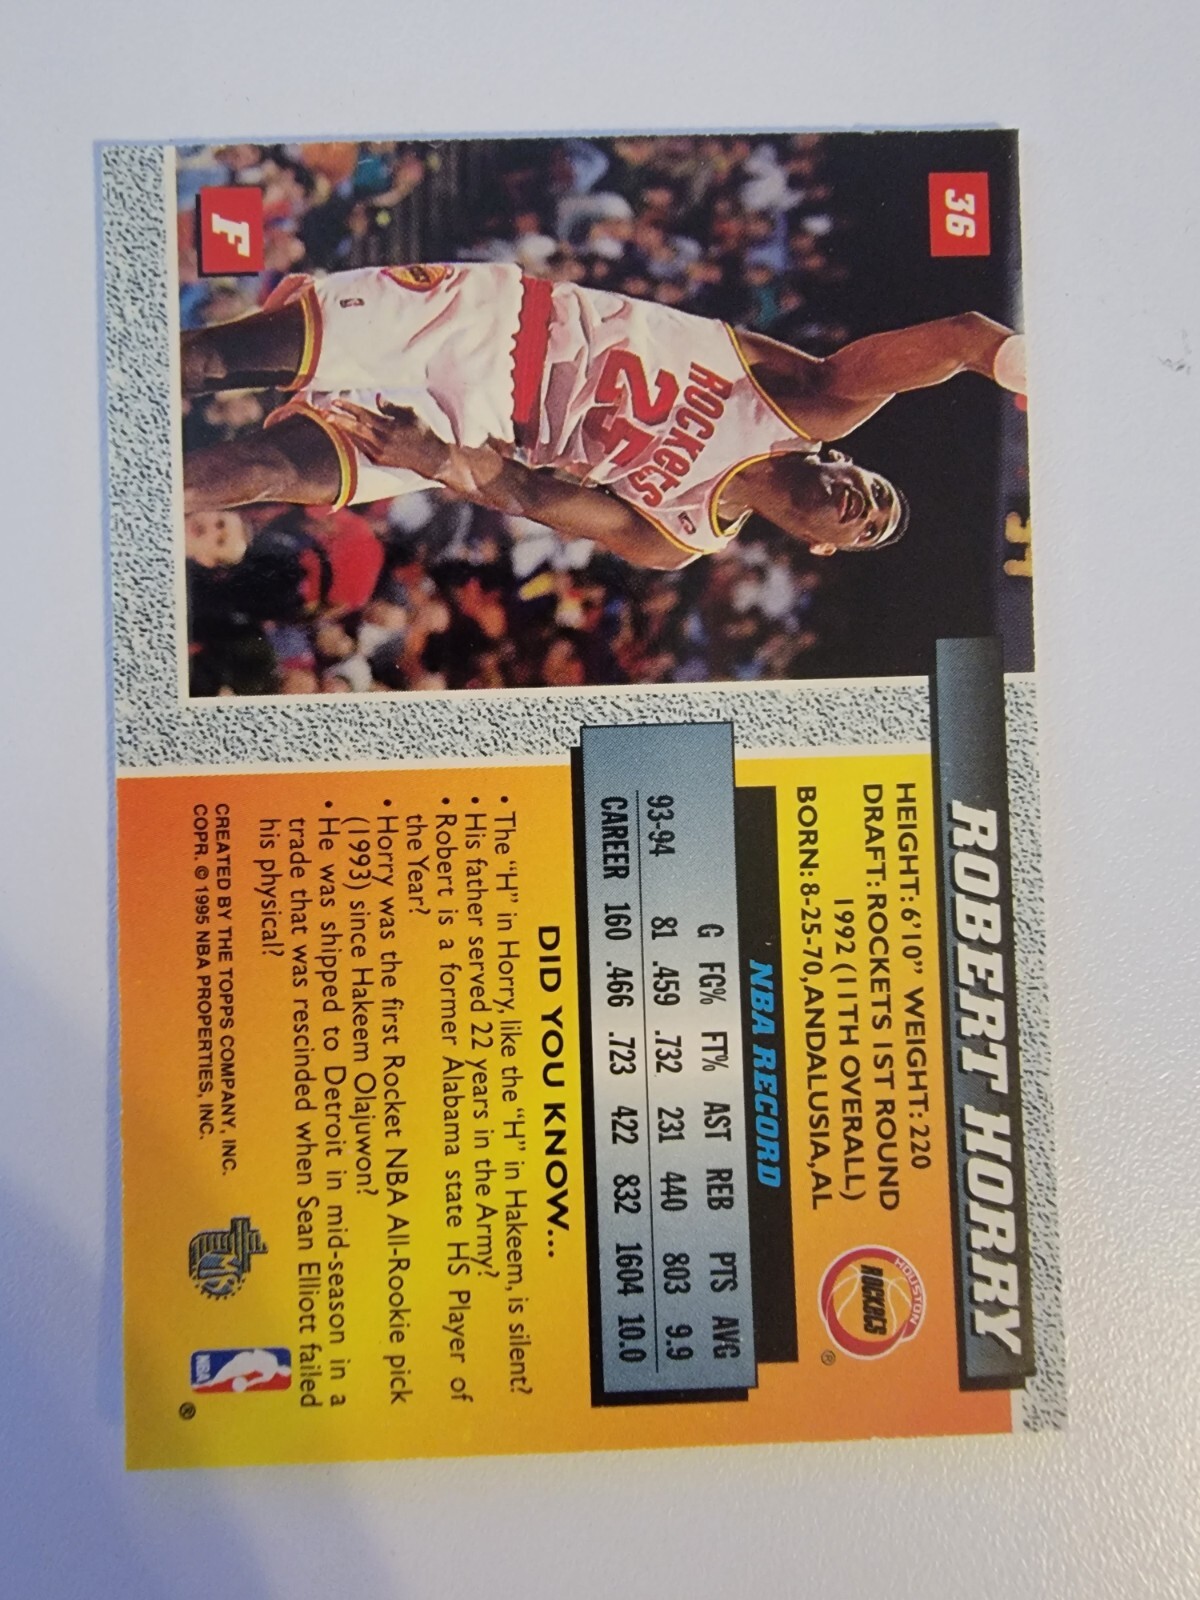 36
ROCKETS
25
F
ROBERT HORRY
HEIGHT: 6'10" WEIGHT: 220
DRAFT: ROCKETS 1ST ROUND
1992 (11TH OVERALL)
BORN: 8-25-70, ANDALUSIA, AL
HOUSTON
ROCKETS
®
NBA RECORD
G FG% FT% AST REB PTS AVG
93-94 81 .459 .732 231 440 803 9.9
CAREER 160 .466 .723 422 832 1604 10.0
DID YOU KNOW...
• The "H" in Horry, like the "H" in Hakeem, is silent?
• His father served 22 years in the Army?
• Robert is a former Alabama state HS Player of
the Year?
• Horry was the first Rocket NBA All-Rookie pick
(1993) since Hakeem Olajuwon?
• He was shipped to Detroit in mid-season in a
trade that was rescinded when Sean Elliott failed
his physical?
CREATED BY THE TOPPS COMPANY, INC.
COPR. © 1995 NBA PROPERTIES, INC.
NBA
®